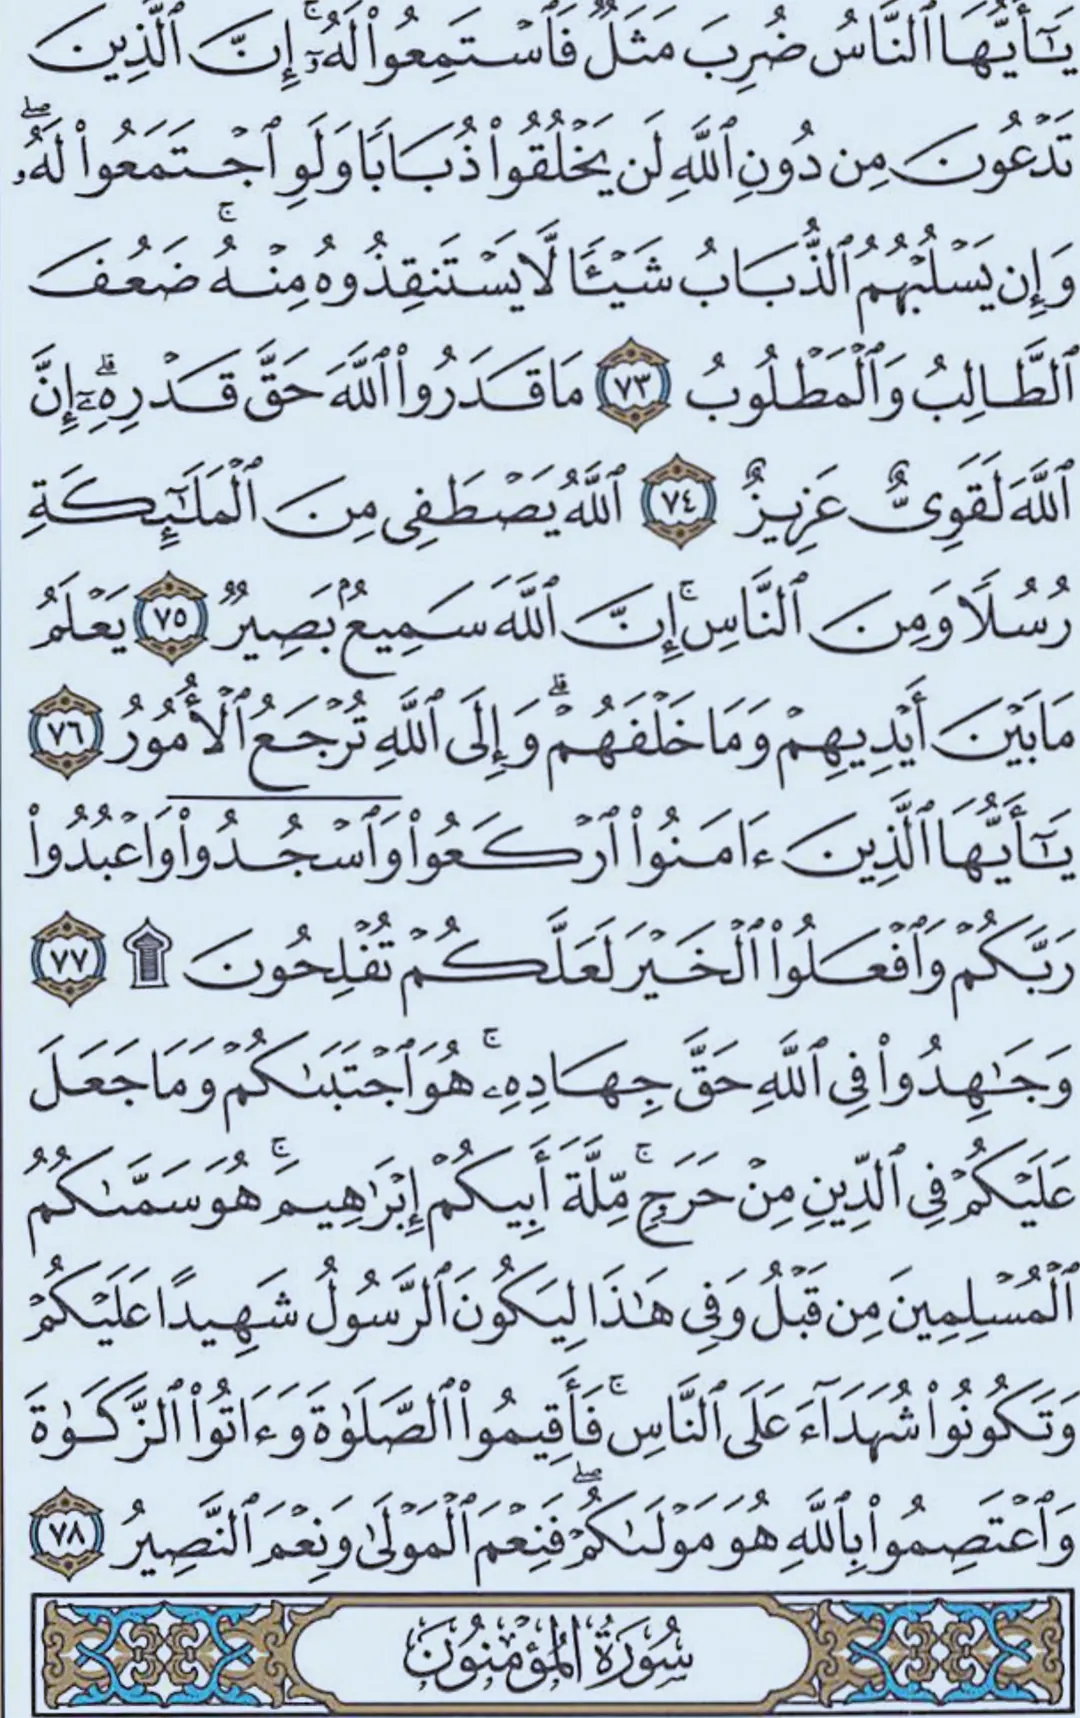 يَٰٓأَيُّهَا ٱلنَّاسُ ضُرِبَ مَثَلٌ فَٱسْتَمِعُوا۟ لَهُۥٓ ۚ إِنَّ ٱلَّذِينَ
تَدْعُونَ مِن دُونِ ٱللَّهِ لَن يَخْلُقُوا۟ ذُبَابًا وَلَوِ ٱجْتَمَعُوا۟ لَهُۥ ۖ
وَإِن يَسْلُبْهُمُ ٱلذُّبَابُ شَيْـًٔا لَّا يَسْتَنقِذُوهُ مِنْهُ ۚ ضَعُفَ
ٱلطَّالِبُ وَٱلْمَطْلُوبُ ٧٣ مَا قَدَرُوا۟ ٱللَّهَ حَقَّ قَدْرِهِۦٓ ۗ إِنَّ
ٱللَّهَ لَقَوِىٌّ عَزِيزٌ ٧٤ ٱللَّهُ يَصْطَفِى مِنَ ٱلْمَلَٰٓئِكَةِ
رُسُلًا وَمِنَ ٱلنَّاسِ ۚ إِنَّ ٱللَّهَ سَمِيعٌۢ بَصِيرٌ ٧٥ يَعْلَمُ
مَا بَيْنَ أَيْدِيهِمْ وَمَا خَلْفَهُمْ ۗ وَإِلَى ٱللَّهِ تُرْجَعُ ٱلْأُمُورُ ٧٦
يَٰٓأَيُّهَا ٱلَّذِينَ ءَامَنُوا۟ ٱرْكَعُوا۟ وَٱسْجُدُوا۟ وَٱعْبُدُوا۟
رَبَّكُمْ وَٱفْعَلُوا۟ ٱلْخَيْرَ لَعَلَّكُمْ تُفْلِحُونَ ۩ ٧٧
وَجَٰهِدُوا۟ فِى ٱللَّهِ حَقَّ جِهَادِهِۦ ۚ هُوَ ٱجْتَبَىٰكُمْ وَمَا جَعَلَ
عَلَيْكُمْ فِى ٱلدِّينِ مِنْ حَرَجٍ ۚ مِّلَّةَ أَبِيكُمْ إِبْرَٰهِيمَ ۚ هُوَ سَمَّىٰكُمُ
ٱلْمُسْلِمِينَ مِن قَبْلُ وَفِى هَٰذَا لِيَكُونَ ٱلرَّسُولُ شَهِيدًا عَلَيْكُمْ
وَتَكُونُوا۟ شُهَدَآءَ عَلَى ٱلنَّاسِ ۚ فَأَقِيمُوا۟ ٱلصَّلَوٰةَ وَءَاتُوا۟ ٱلزَّكَوٰةَ
وَٱعْتَصِمُوا۟ بِٱللَّهِ هُوَ مَوْلَىٰكُمْ ۖ فَنِعْمَ ٱلْمَوْلَىٰ وَنِعْمَ ٱلنَّصِيرُ ٧٨
سُورَةُ المُؤْمِنُونَ